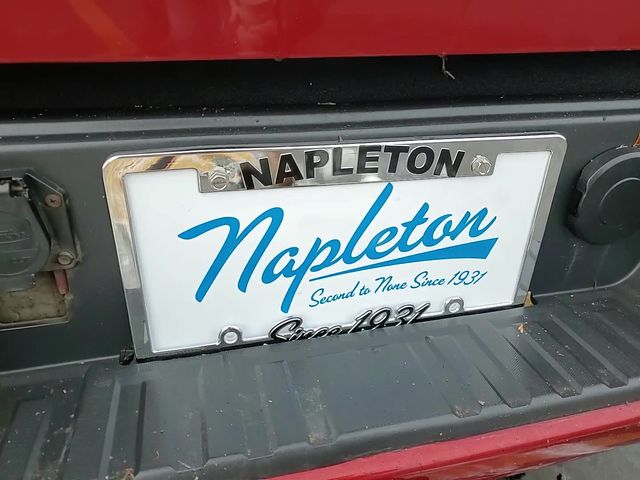 NAPLETON
Napleton
Second to None Since 1931
Since 1931